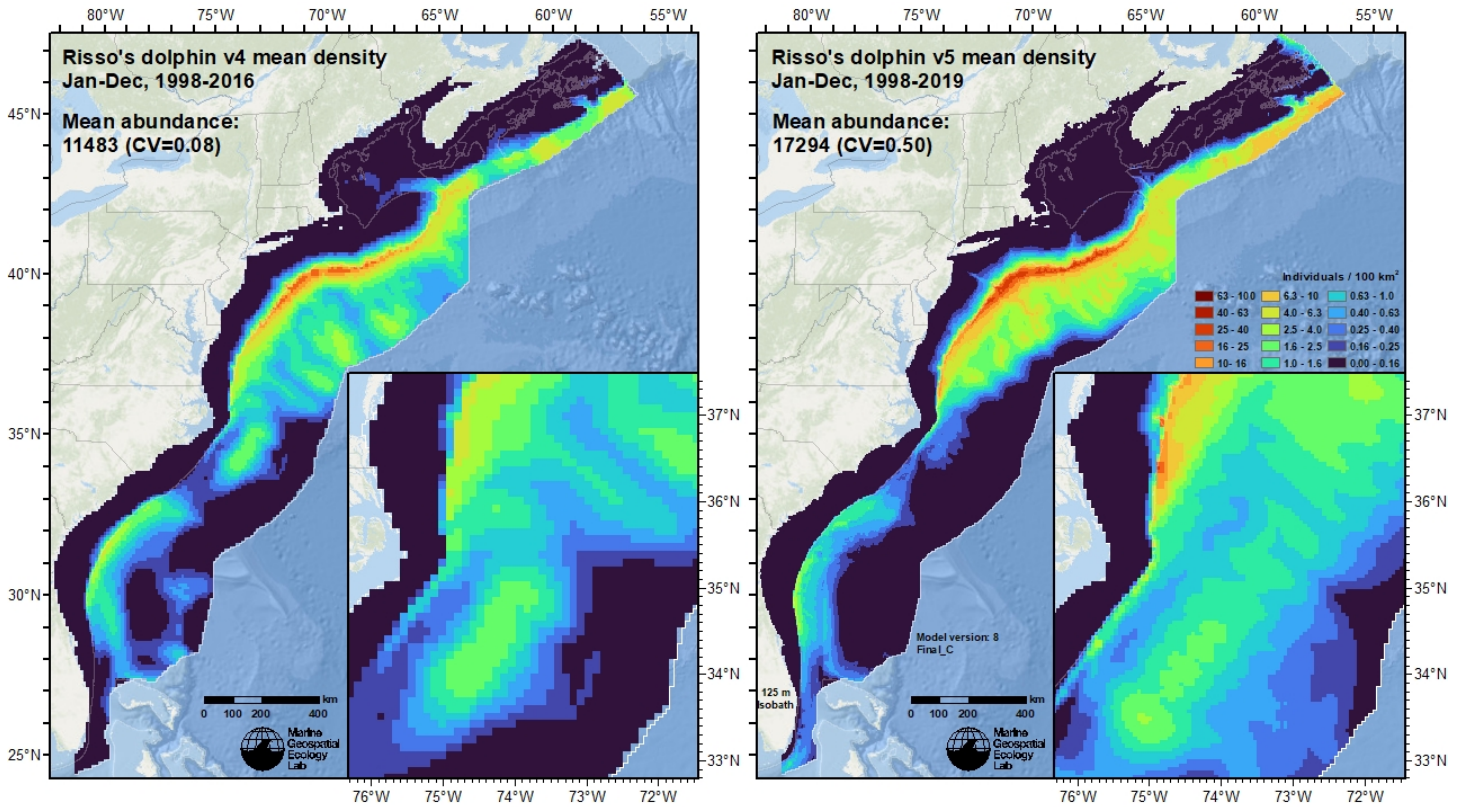 80°W 75°W 70°W 65°W 60°W 55°W
80°W 75°W 70°W 65°W 60°W 55°W
Risso's dolphin v4 mean density
Jan-Dec, 1998-2016
Mean abundance:
11483 (CV=0.08)
45°N
40°N
35°N
30°N
25°N
km
0 100 200 400
Marine
Geospatial
Ecology
Lab
76°W 75°W 74°W 73°W 72°W
Risso's dolphin v5 mean density
Jan-Dec, 1998-2019
Mean abundance:
17294 (CV=0.50)
Individuals / 100 km²
63 - 100 6.3 - 10 0.63 - 1.0
40 - 63 4.0 - 6.3 0.40 - 0.63
25 - 40 2.5 - 4.0 0.25 - 0.40
16 - 25 1.6 - 2.5 0.16 - 0.25
10 - 16 1.0 - 1.6 0.00 - 0.16
37°N
36°N
35°N
34°N
33°N
Model version: 8
Final_C
125 m
Isobath
km
0 100 200 400
Marine
Geospatial
Ecology
Lab
37°N
36°N
35°N
34°N
33°N
76°W 75°W 74°W 73°W 72°W